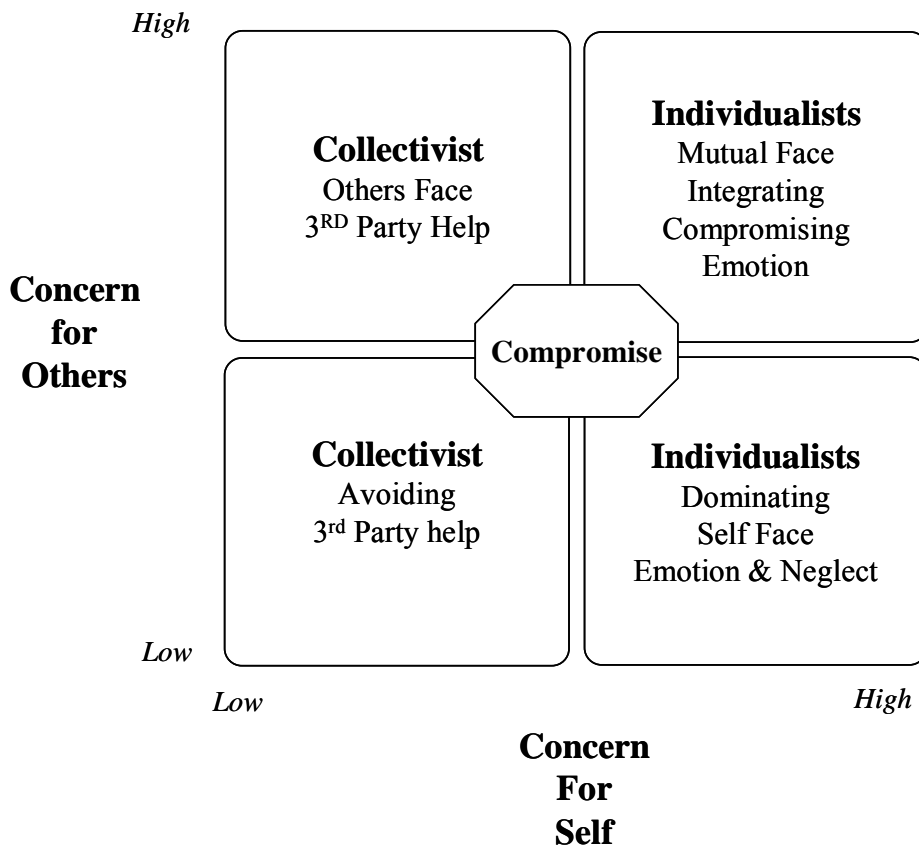 High
Collectivist
Others Face
3RD Party Help
Individualists
Mutual Face
Integrating
Compromising
Emotion
Concern
for
Others
Compromise
Collectivist
Avoiding
3rd Party help
Individualists
Dominating
Self Face
Emotion & Neglect
Low
Low
High
Concern
For
Self